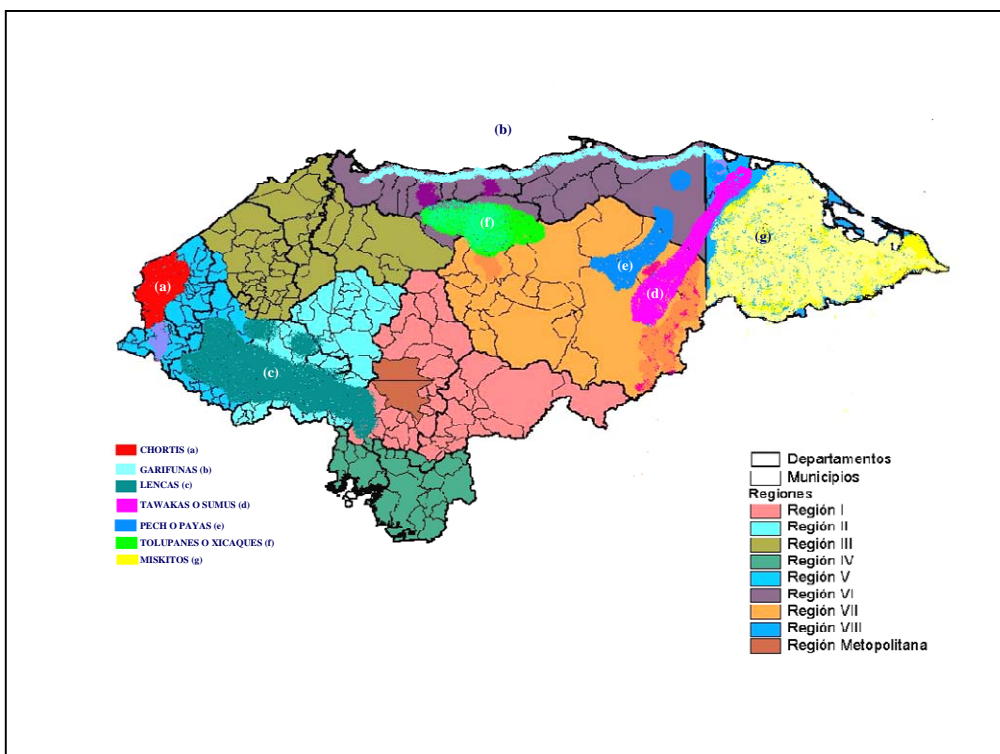 (b)
(f)
(g)
(e)
(a)
(d)
(c)
CHORTIS (a)
GARIFUNAS (b)
LENCAS (c)
TAWAKAS O SUMUS (d)
PECH O PAYAS (e)
TOLUPANES O XICAQUES (f)
MISKITOS (g)
Departamentos
Municipios
Regiones
Región I
Región II
Región III
Región IV
Región V
Región VI
Región VII
Región VIII
Región Metopolitana